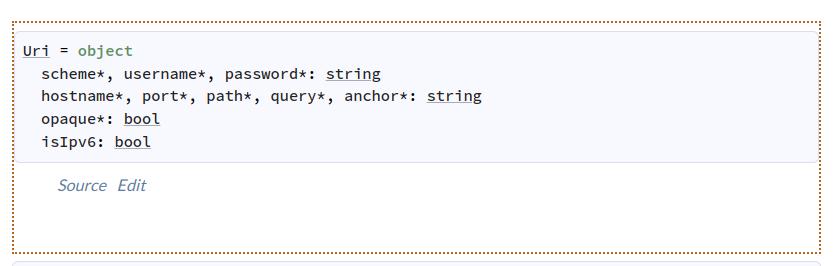 Uri = object
scheme*, username*, password*: string
hostname*, port*, path*, query*, anchor*: string
opaque*: bool
isIpv6: bool
Source Edit